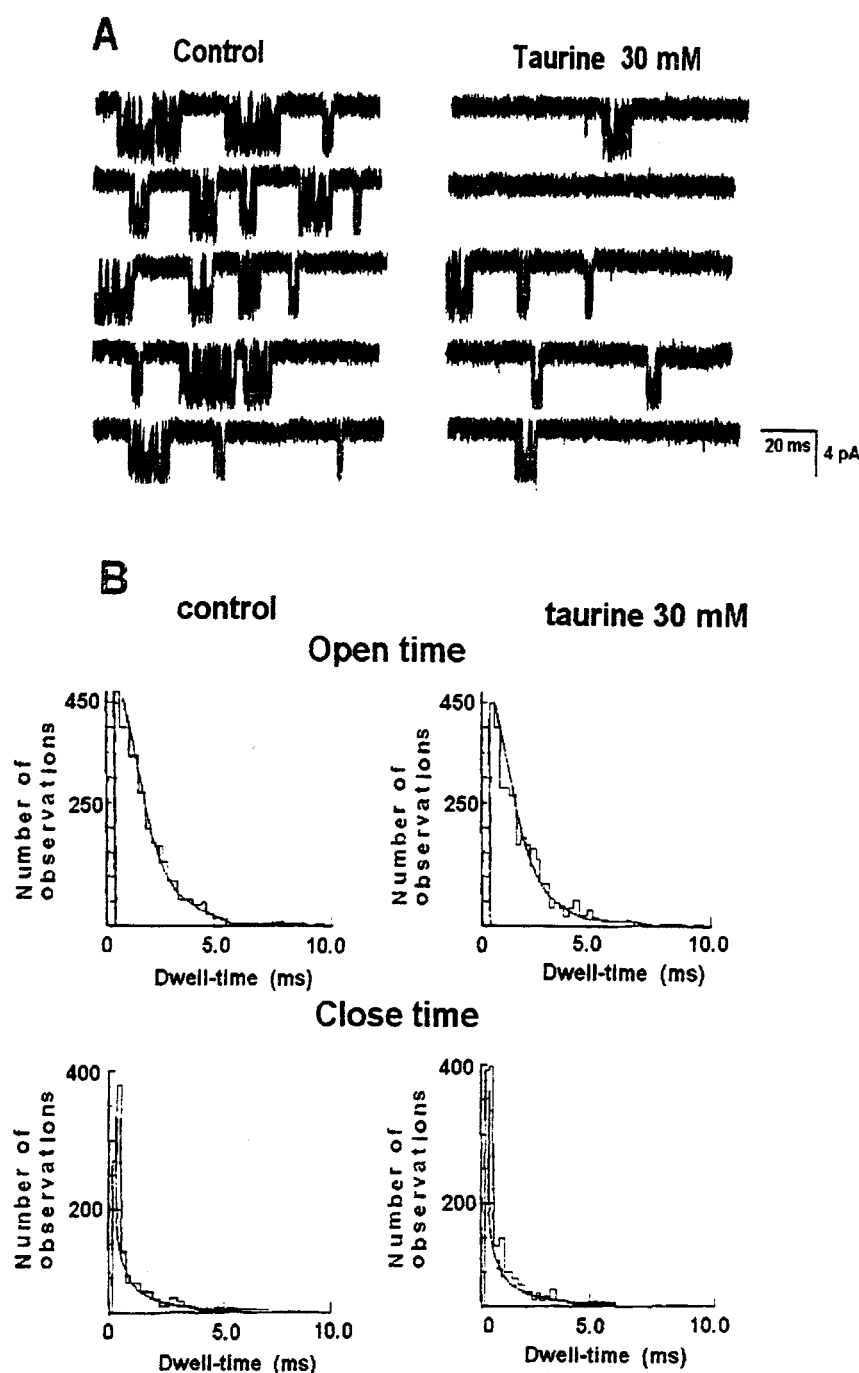 A
Control
Taurine 30 mM
20 ms
4 pA
B
control
taurine 30 mM
Open time
450
250
Number of
observations
0
5.0
10.0
Dwell-time (ms)
450
250
Number of
observations
0
5.0
10.0
Dwell-time (ms)
Close time
400
200
Number of
observations
0
5.0
10.0
Dwell-time (ms)
400
200
Number of
observations
0
5.0
10.0
Dwell-time (ms)